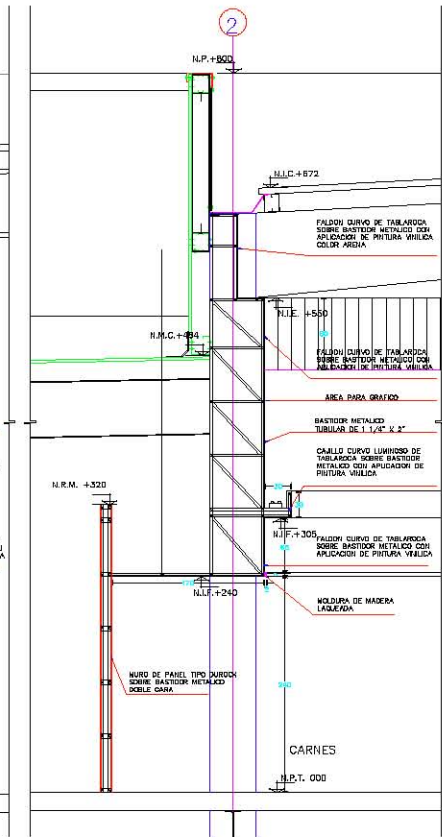 2
N.P.+800
N.I.C.+672
FALDON CURVO DE TABLAROCA
SOBRE BASTIDOR METALICO CON
APLICACION DE PINTURA VINILICA
COLOR ARENA
N.I.E. +550
N.M.C.+484
FALDON CURVO DE TABLAROCA
SOBRE BASTIDOR METALICO CON
APLICACION DE PINTURA VINILICA
AREA PARA GRAFICO
BASTIDOR METALICO
TUBULAR DE 1 1/4" X 2"
CAJILLO CURVO LUMINOSO DE
TABLAROCA SOBRE BASTIDOR
METALICO CON APLICACION DE
PINTURA VINILICA
N.R.M. +320
N.I.F.+305
FALDON CURVO DE TABLAROCA
SOBRE BASTIDOR METALICO CON
APLICACION DE PINTURA VINILICA
N.I.F.+240
MOLDURA DE MADERA
LAQUEADA
MURO DE PANEL TIPO DUROCK
SOBRE BASTIDOR METALICO
DOBLE CARA
240
CARNES
N.P.T. 000